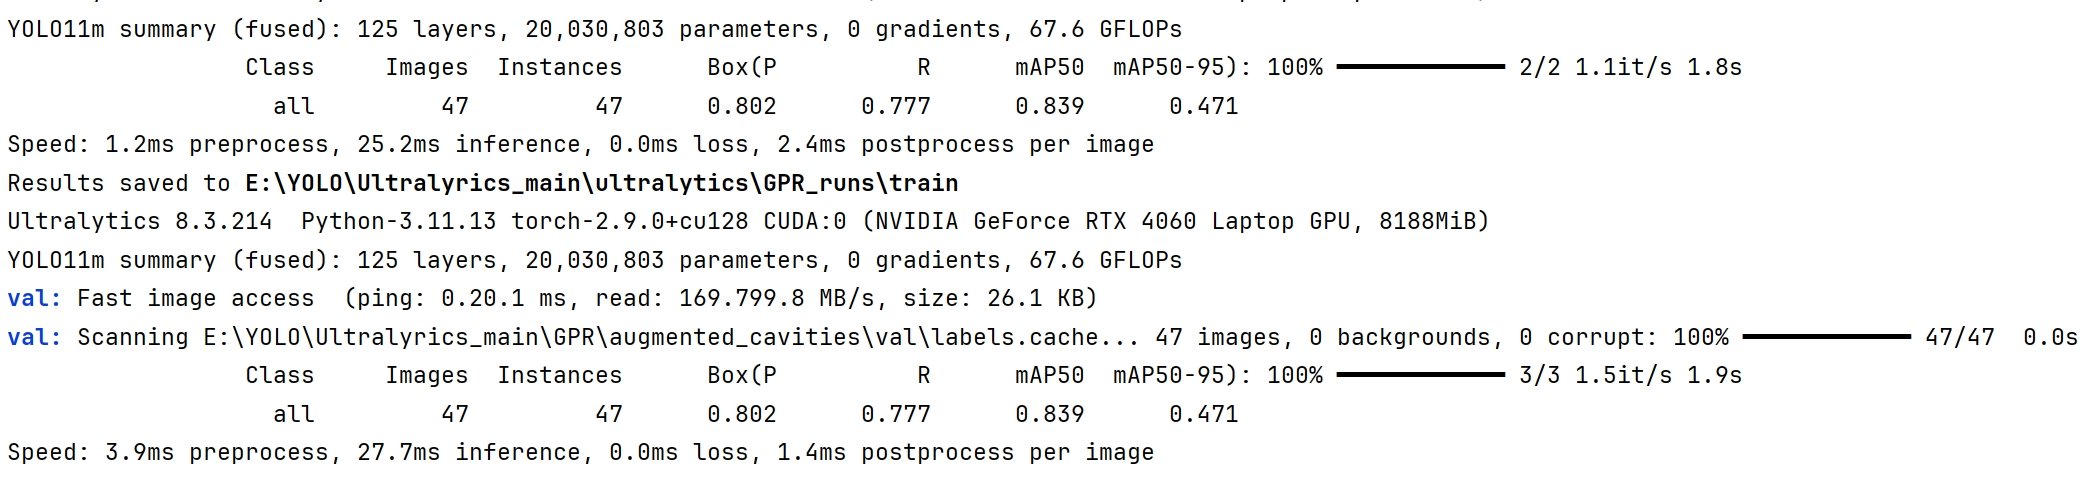 YOLO11m summary (fused): 125 layers, 20,030,803 parameters, 0 gradients, 67.6 GFLOPs
Class Images Instances Box(P R mAP50 mAP50-95): 100% ━━━━━━━━━━━━ 2/2 1.1it/s 1.8s
all 47 47 0.802 0.777 0.839 0.471
Speed: 1.2ms preprocess, 25.2ms inference, 0.0ms loss, 2.4ms postprocess per image
Results saved to E:\YOLO\Ultralyrics_main\ultralytics\GPR_runs\train
Ultralytics 8.3.214 Python-3.11.13 torch-2.9.0+cu128 CUDA:0 (NVIDIA GeForce RTX 4060 Laptop GPU, 8188MiB)
YOLO11m summary (fused): 125 layers, 20,030,803 parameters, 0 gradients, 67.6 GFLOPs
val: Fast image access (ping: 0.20.1 ms, read: 169.799.8 MB/s, size: 26.1 KB)
val: Scanning E:\YOLO\Ultralyrics_main\GPR\augmented_cavities\val\labels.cache... 47 images, 0 backgrounds, 0 corrupt: 100% ━━━━━━━━━━━━ 47/47 0.0s
Class Images Instances Box(P R mAP50 mAP50-95): 100% ━━━━━━━━━━━━ 3/3 1.5it/s 1.9s
all 47 47 0.802 0.777 0.839 0.471
Speed: 3.9ms preprocess, 27.7ms inference, 0.0ms loss, 1.4ms postprocess per image